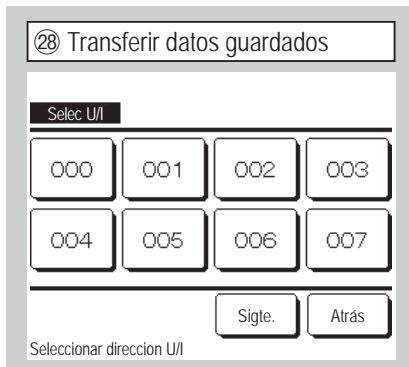 ㉘ Transferir datos guardados
Selec U/I
000 001 002 003
004 005 006 007
Sigte. Atrás
Seleccionar direccion U/I